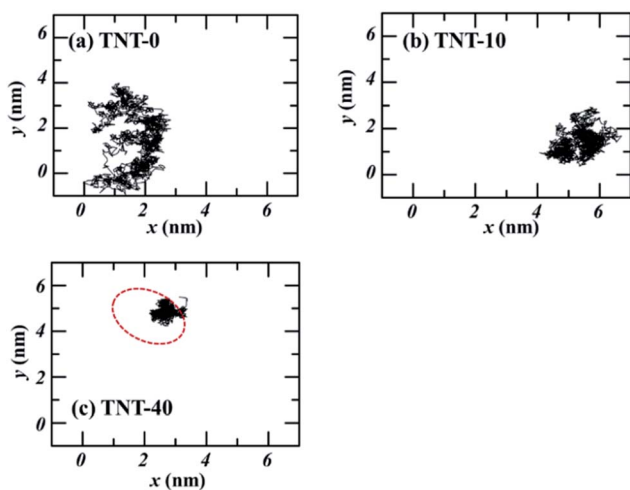 (a) TNT-0
6
4
2
0
y (nm)
0 2 4 6
x (nm)
(b) TNT-10
6
4
2
0
y (nm)
0 2 4 6
x (nm)
6
4
2
0
y (nm)
(c) TNT-40
0 2 4 6
x (nm)